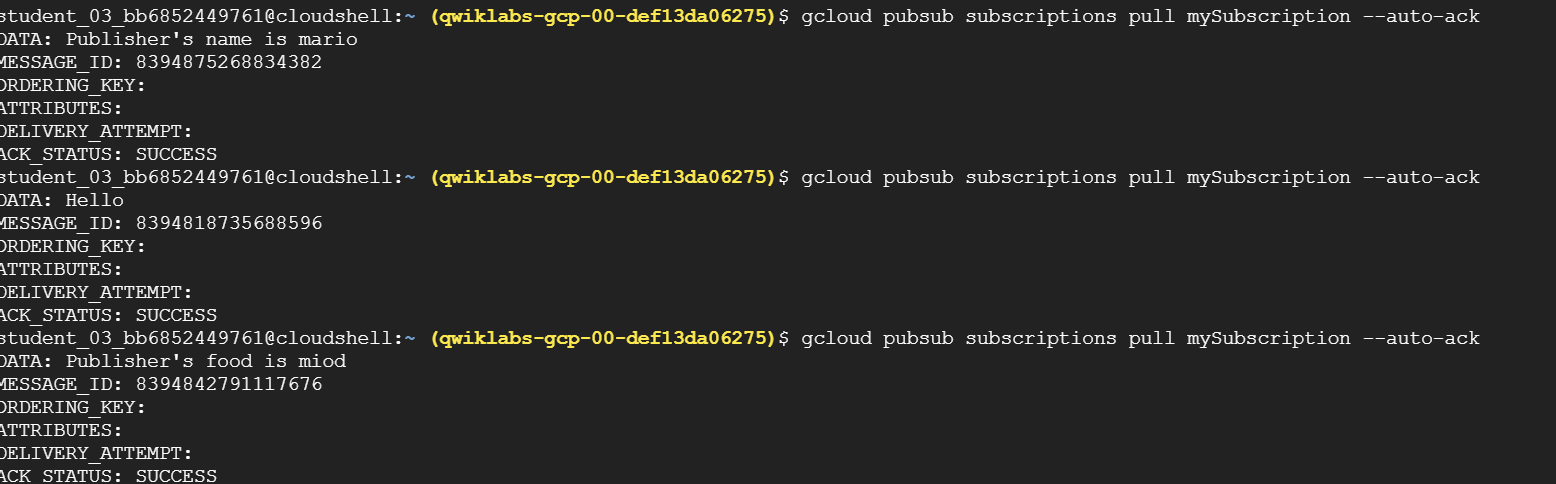 student_03_bb6852449761@cloudshell:~ (qwiklabs-gcp-00-def13da06275)$ gcloud pubsub subscriptions pull mySubscription --auto-ack
DATA: Publisher's name is mario
MESSAGE_ID: 8394875268834382
ORDERING_KEY:
ATTRIBUTES:
DELIVERY_ATTEMPT:
ACK_STATUS: SUCCESS
student_03_bb6852449761@cloudshell:~ (qwiklabs-gcp-00-def13da06275)$ gcloud pubsub subscriptions pull mySubscription --auto-ack
DATA: Hello
MESSAGE_ID: 8394818735688596
ORDERING_KEY:
ATTRIBUTES:
DELIVERY_ATTEMPT:
ACK_STATUS: SUCCESS
student_03_bb6852449761@cloudshell:~ (qwiklabs-gcp-00-def13da06275)$ gcloud pubsub subscriptions pull mySubscription --auto-ack
DATA: Publisher's food is miod
MESSAGE_ID: 8394842791117676
ORDERING_KEY:
ATTRIBUTES:
DELIVERY_ATTEMPT:
ACK_STATUS: SUCCESS